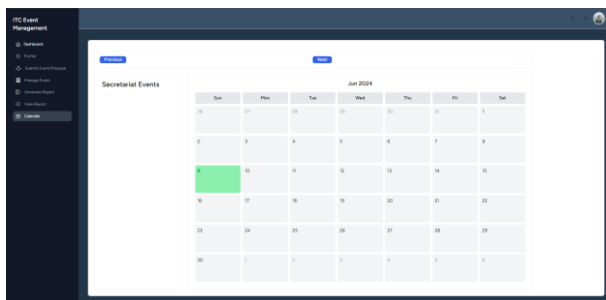 ITC Event
Management
Dashboard
Profile
Submit Event Proposal
Manage Event
Generate Report
View Report
Calendar
Previous
Next
Secretariat Events
Jun 2024
Sun Mon Tue Wed Thu Fri Sat
26 27 28 29 30 31 1
2 3 4 5 6 7 8
9 10 11 12 13 14 15
16 17 18 19 20 21 22
23 24 25 26 27 28 29
30 1 2 3 4 5 6